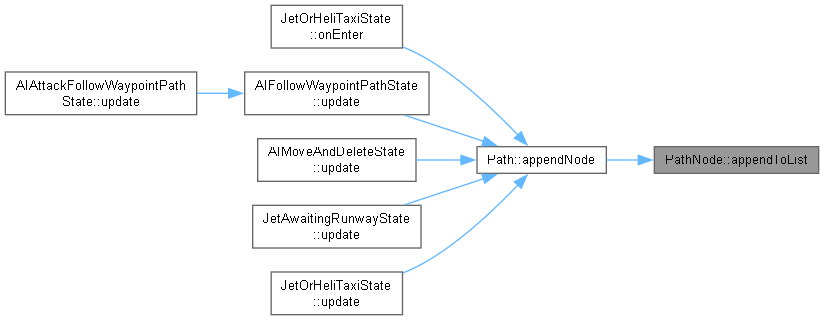 JetOrHeliTaxiState
::onEnter
AIAttackFollowWaypointPath
State::update
AIFollowWaypointPathState
::update
AIMoveAndDeleteState
::update
JetAwaitingRunwayState
::update
JetOrHeliTaxiState
::update
Path::appendNode
PathNode::appendToList